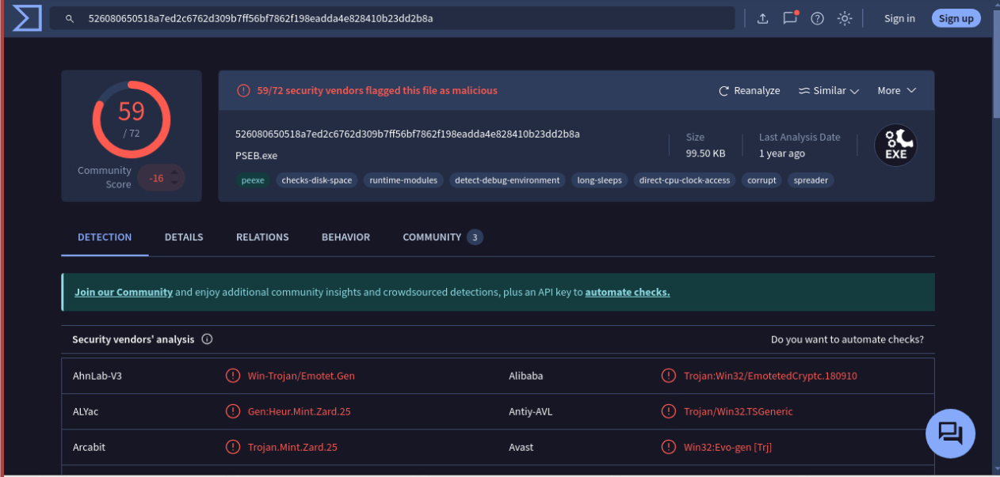 526080650518a7ed2c6762d309b7ff56bf7862f198eadda4e828410b23dd2b8a
Sign in
Sign up
59
/ 72
Community
Score
-16
59/72 security vendors flagged this file as malicious
Reanalyze
Similar
More
526080650518a7ed2c6762d309b7ff56bf7862f198eadda4e828410b23dd2b8a
PSEB.exe
Size
99.50 KB
Last Analysis Date
1 year ago
EXE
peexe checks-disk-space runtime-modules detect-debug-environment long-sleeps direct-cpu-clock-access corrupt spreader
DETECTION DETAILS RELATIONS BEHAVIOR COMMUNITY 3
Join our Community and enjoy additional community insights and crowdsourced detections, plus an API key to automate checks.
Security vendors' analysis Do you want to automate checks?
AhnLab-V3 Win-Trojan/Emotet.Gen Alibaba Trojan:Win32/EmotetedCryptc.180910
ALYac Gen:Heur.Mint.Zard.25 Antiy-AVL Trojan/Win32.TSGeneric
Arcabit Trojan.Mint.Zard.25 Avast Win32:Evo-gen [Trj]